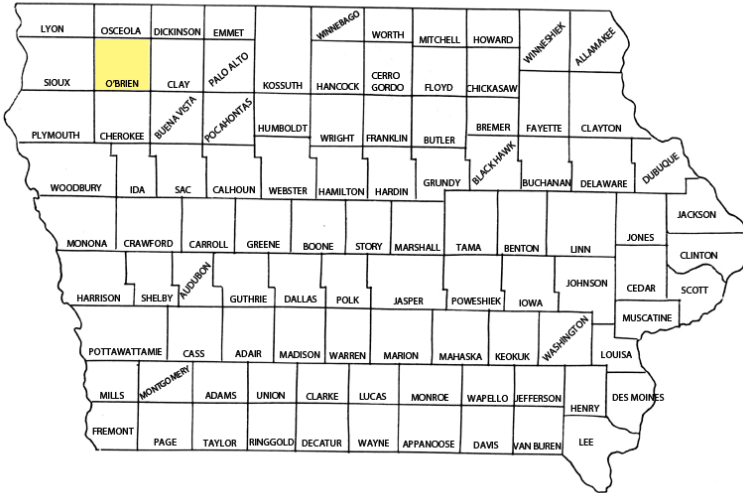 LYON OSCEOLA DICKINSON EMMET WINNEBAGO WORTH MITCHELL HOWARD WINNESHIEK ALLAMAKEE
SIOUX O'BRIEN CLAY PALO ALTO KOSSUTH HANCOCK CERRO GORDO FLOYD CHICKASAW
PLYMOUTH CHEROKEE BUENA VISTA POCAHONTAS HUMBOLDT WRIGHT FRANKLIN BUTLER BREMER FAYETTE CLAYTON
WOODBURY IDA SAC CALHOUN WEBSTER HAMILTON HARDIN GRUNDY BLACK HAWK BUCHANAN DELAWARE DUBUQUE
MONONA CRAWFORD CARROLL GREENE BOONE STORY MARSHALL TAMA BENTON LINN JONES JACKSON
CLINTON
HARRISON SHELBY AUDUBON GUTHRIE DALLAS POLK JASPER POWESHIEK IOWA JOHNSON CEDAR SCOTT
MUSCATINE
POTTAWATTAMIE CASS ADAIR MADISON WARREN MARION MAHASKA KEOKUK WASHINGTON LOUISA
MILLS MONTGOMERY ADAMS UNION CLARKE LUCAS MONROE WAPELLO JEFFERSON HENRY DES MOINES
FREMONT PAGE TAYLOR RINGGOLD DECATUR WAYNE APPANOOSE DAVIS VAN BUREN LEE